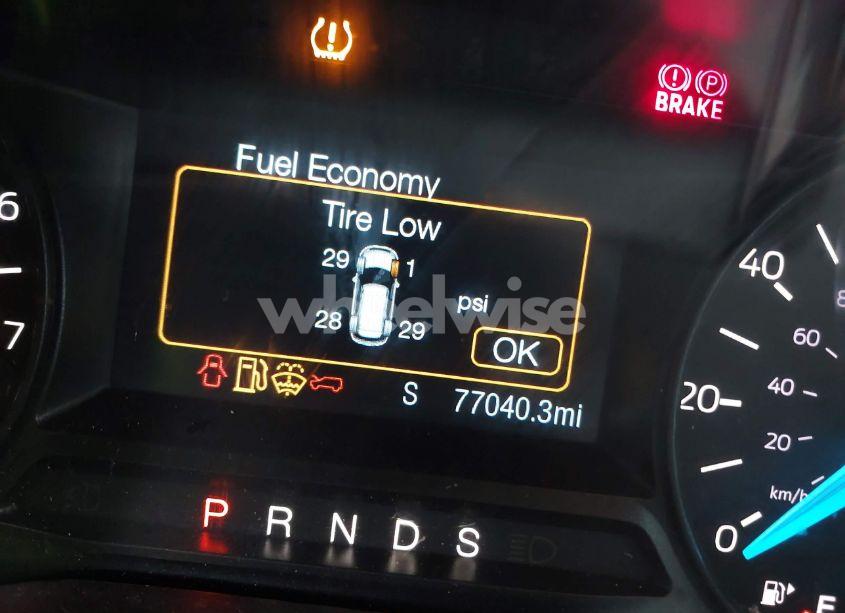 BRAKE
Fuel Economy
Tire Low
29 1
psi
28 29
OK
wheelwise
S 77040.3mi
P R N D S
6
7
40
20
0
60
40
20
km/h